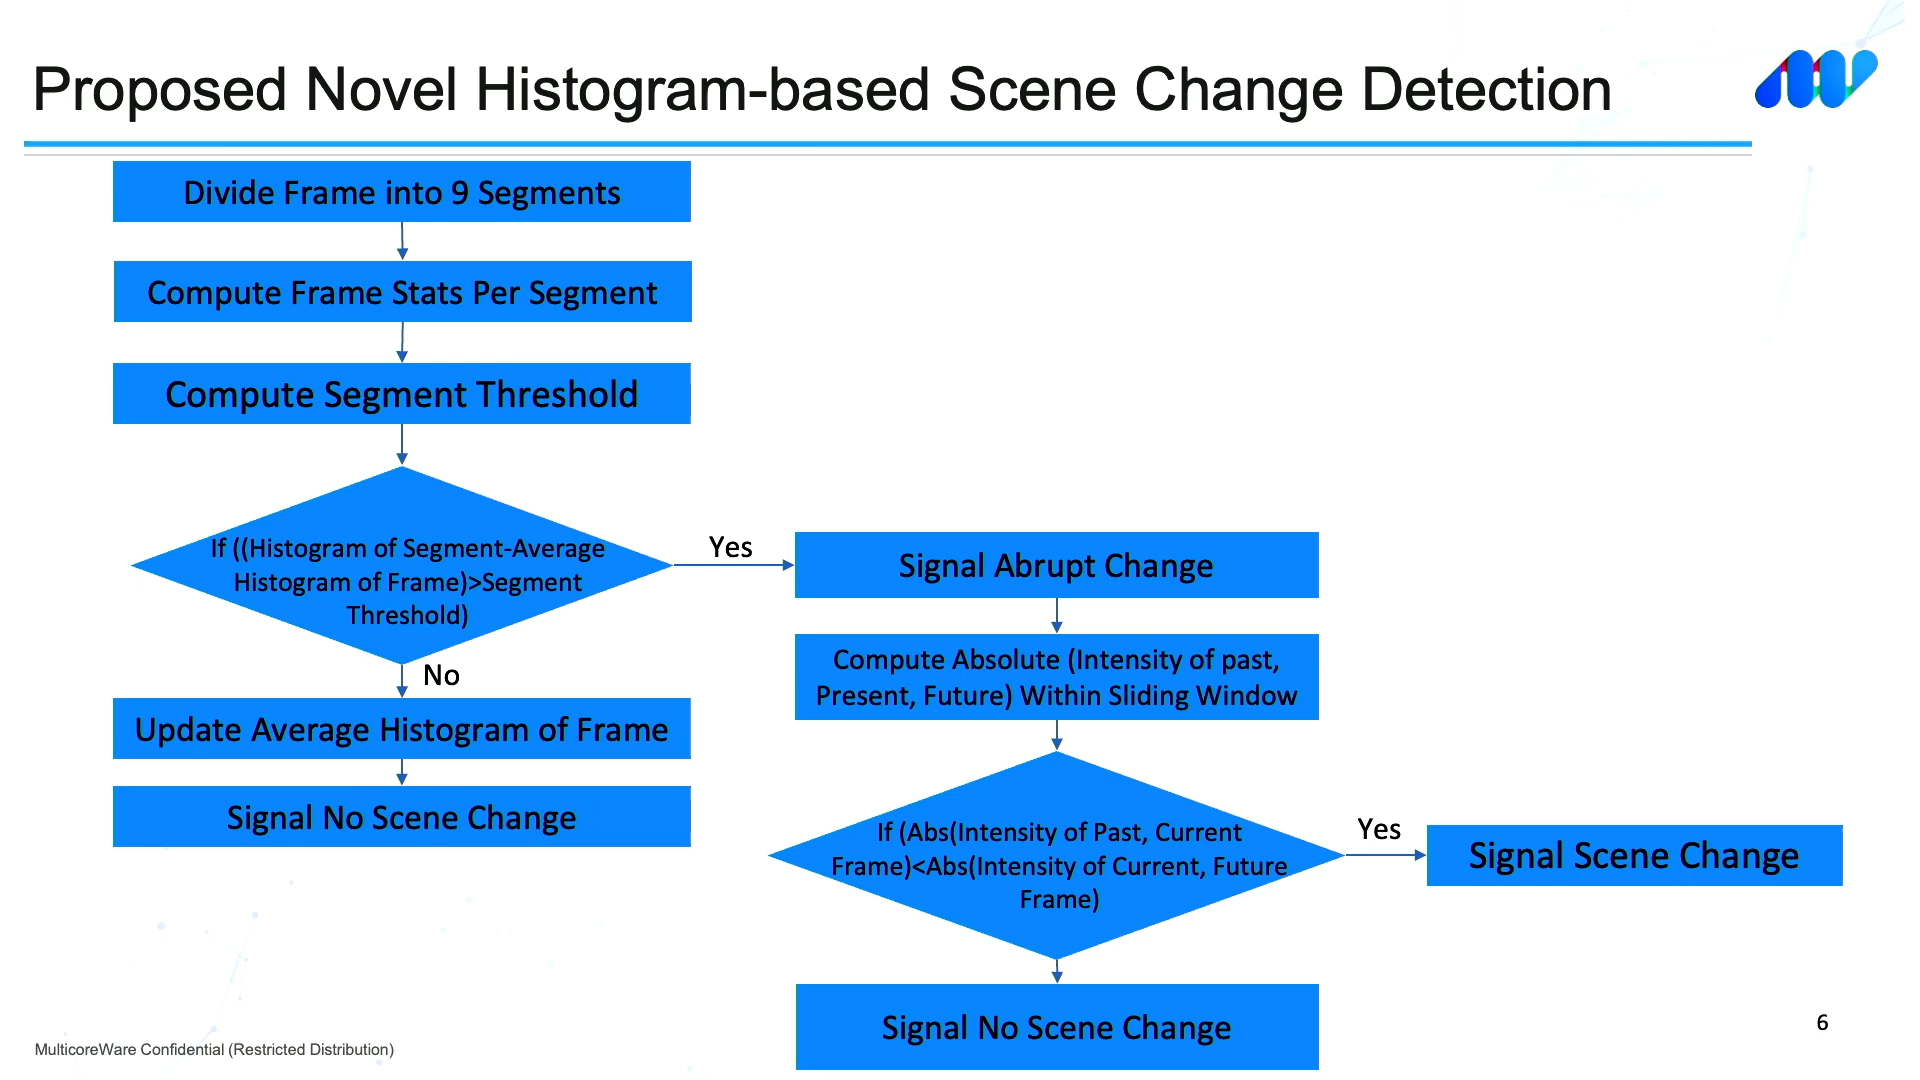 Proposed Novel Histogram-based Scene Change Detection
Divide Frame into 9 Segments
Compute Frame Stats Per Segment
Compute Segment Threshold
If ((Histogram of Segment-Average
Histogram of Frame)>Segment
Threshold)
Yes
No
Update Average Histogram of Frame
Signal No Scene Change
Signal Abrupt Change
Compute Absolute (Intensity of past,
Present, Future) Within Sliding Window
If (Abs(Intensity of Past, Current
Frame)<Abs(Intensity of Current, Future
Frame)
Yes
Signal Scene Change
Signal No Scene Change
6
MulticoreWare Confidential (Restricted Distribution)